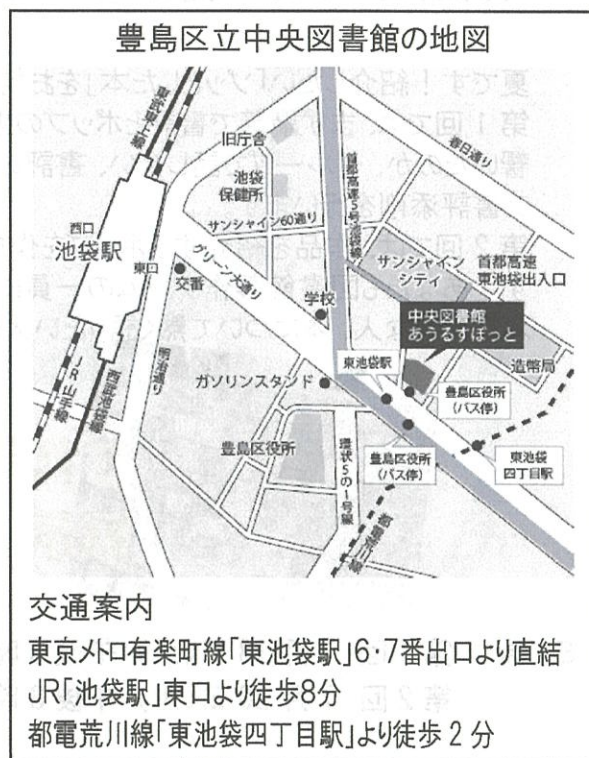 豊島区立中央図書館の地図
東武東上線
旧庁舎
池袋
保健所
首都高速5号池袋線
春日通り
西口
池袋駅
東口
サンシャイン60通り
サンシャイン
シティ
首都高速
東池袋出入口
交番
グリーン大通り
学校
中央図書館
あうるすぽっと
東池袋駅
造幣局
JR山手線
西武池袋線
明治通り
ガソリンスタンド
豊島区役所
(バス停)
豊島区役所
環状5の1号線
豊島区役所
(バス停)
東池袋
四丁目駅
都電荒川線
交通案内
東京メトロ有楽町線「東池袋駅」6・7番出口より直結
JR「池袋駅」東口より徒歩8分
都電荒川線「東池袋四丁目駅」より徒歩2分